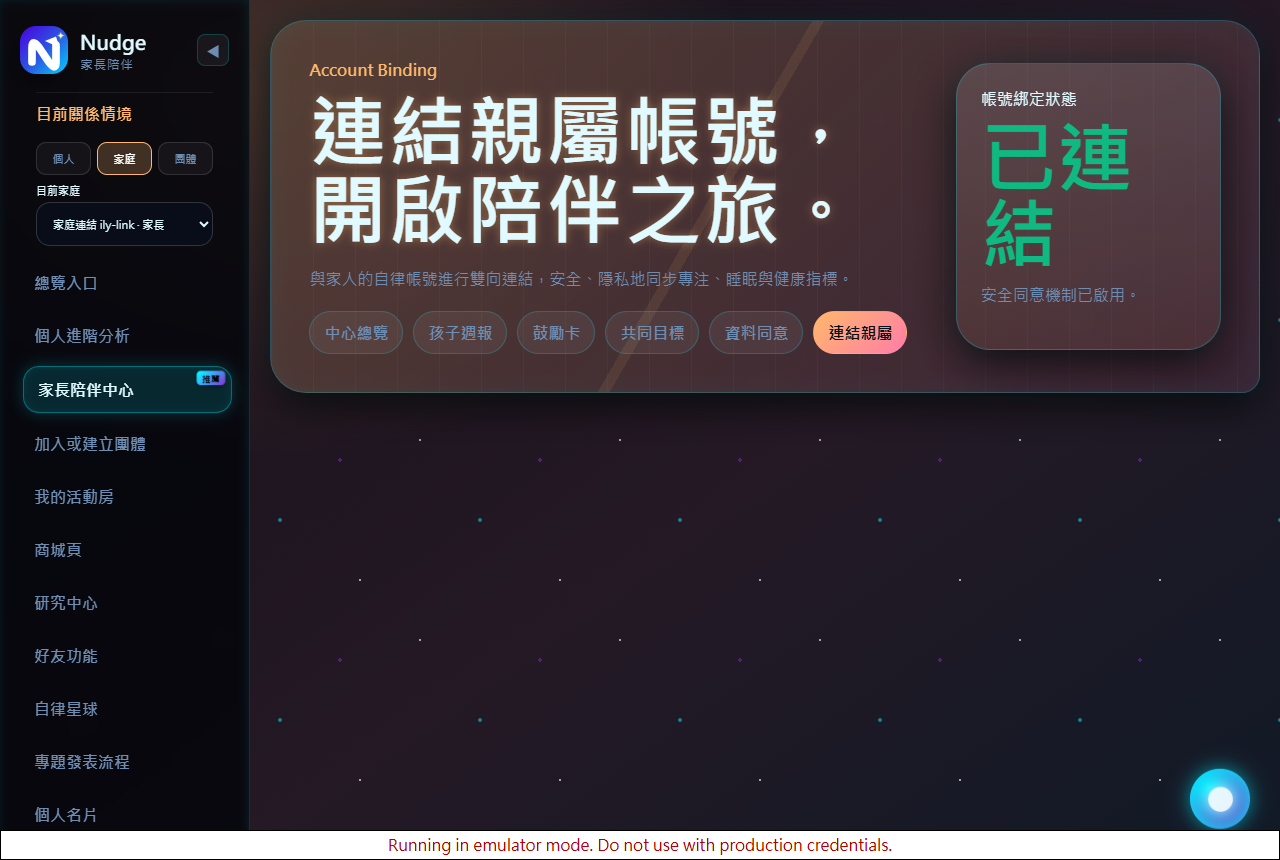 Nudge
家長陪伴
◀
目前關係情境
個人
家庭
團體
目前家庭
家庭連結 ily-link · 家長
總覽入口
個人進階分析
家長陪伴中心
推薦
加入或建立團體
我的活動房
商城頁
研究中心
好友功能
自律星球
專題發表流程
個人名片
Account Binding
連結親屬帳號，
開啟陪伴之旅。
與家人的自律帳號進行雙向連結，安全、隱私地同步專注、睡眠與健康指標。
中心總覽
孩子週報
鼓勵卡
共同目標
資料同意
連結親屬
帳號綁定狀態
已連
結
安全同意機制已啟用。
Running in emulator mode. Do not use with production credentials.